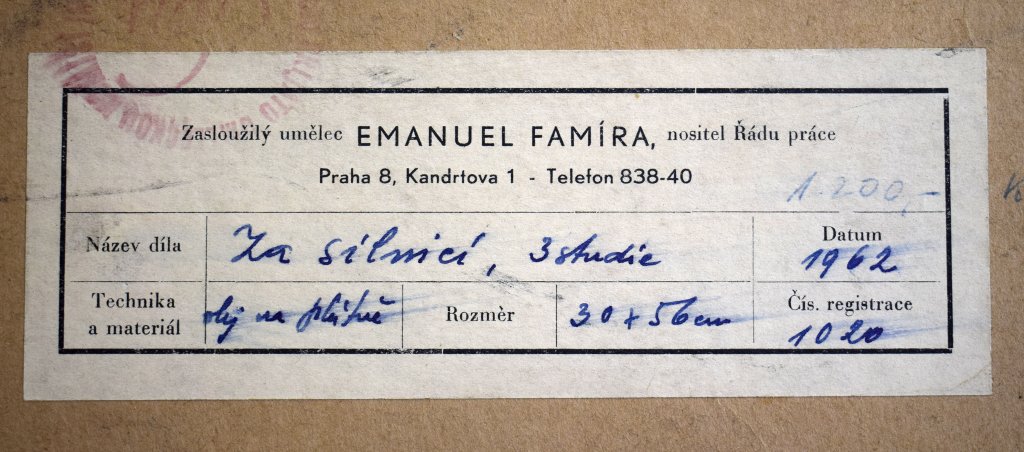 Zasloužilý umělec EMANUEL FAMÍRA, nositel Řádu práce
Praha 8, Kandrtova 1 - Telefon 838-40
1.200,-
Název díla Za silnicí, 3 studie Datum 1962
Technika a materiál olej na plátně Rozměr 30 x 56 cm Čís. registrace 1020